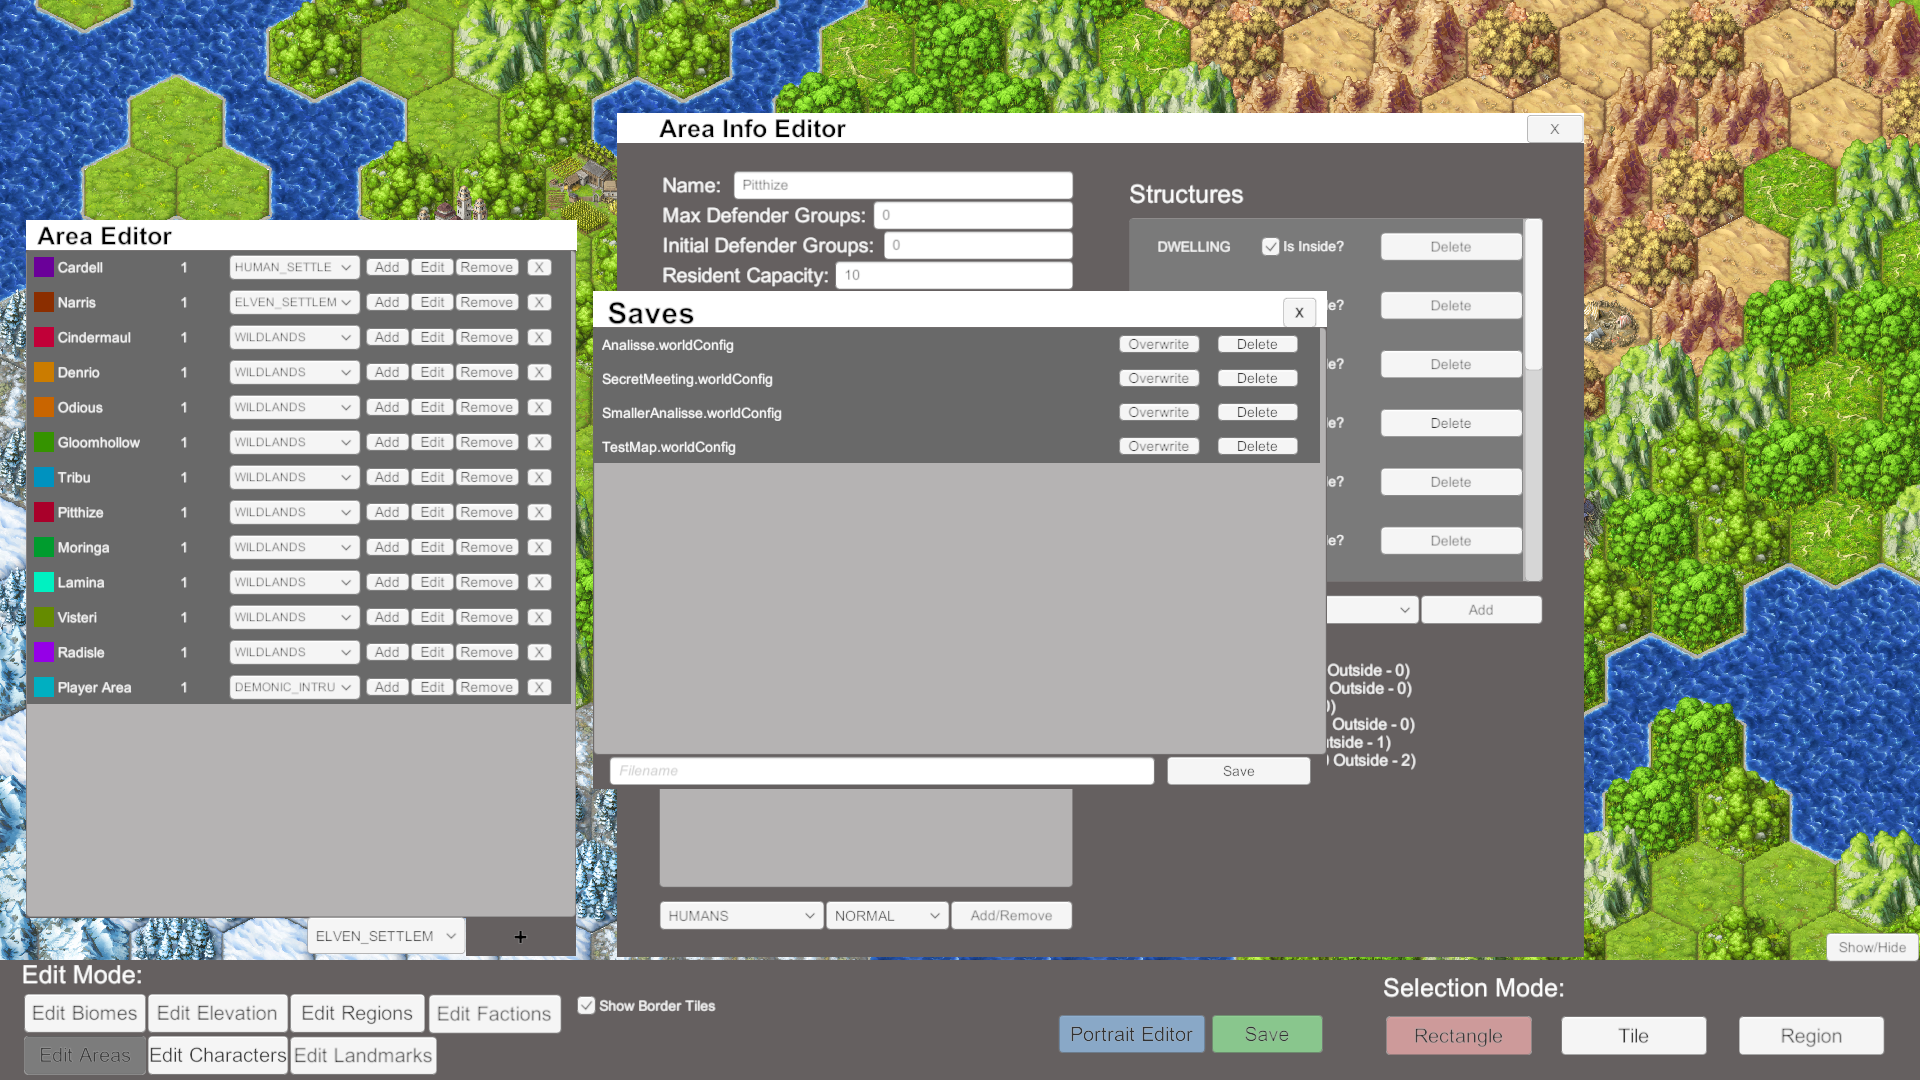 Area Info Editor
X
Name: Pitthize
Max Defender Groups: 0
Initial Defender Groups: 0
Resident Capacity: 10
Structures
DWELLING Is Inside? Delete
Delete
Delete
Delete
Delete
Delete
Add
Outside - 0)
Outside - 0)
Outside - 0)
Outside - 2)
HUMANS NORMAL Add/Remove
Area Editor
Cardell 1 HUMAN_SETTLE Add Edit Remove X
Narris 1 ELVEN_SETTLEM Add Edit Remove X
Cindermaul 1 WILDLANDS Add Edit Remove X
Denrio 1 WILDLANDS Add Edit Remove X
Odious 1 WILDLANDS Add Edit Remove X
Gloomhollow 1 WILDLANDS Add Edit Remove X
Tribu 1 WILDLANDS Add Edit Remove X
Pitthize 1 WILDLANDS Add Edit Remove X
Moringa 1 WILDLANDS Add Edit Remove X
Lamina 1 WILDLANDS Add Edit Remove X
Visteri 1 WILDLANDS Add Edit Remove X
Radisle 1 WILDLANDS Add Edit Remove X
Player Area 1 DEMONIC_INTRU Add Edit Remove X
ELVEN_SETTLEM +
Saves X
Analisse.worldConfig Overwrite Delete
SecretMeeting.worldConfig Overwrite Delete
SmallerAnalisse.worldConfig Overwrite Delete
TestMap.worldConfig Overwrite Delete
Filename Save
Show/Hide
Edit Mode:
Edit Biomes Edit Elevation Edit Regions Edit Factions
Edit Areas Edit Characters Edit Landmarks
Show Border Tiles
Portrait Editor Save
Selection Mode:
Rectangle Tile Region